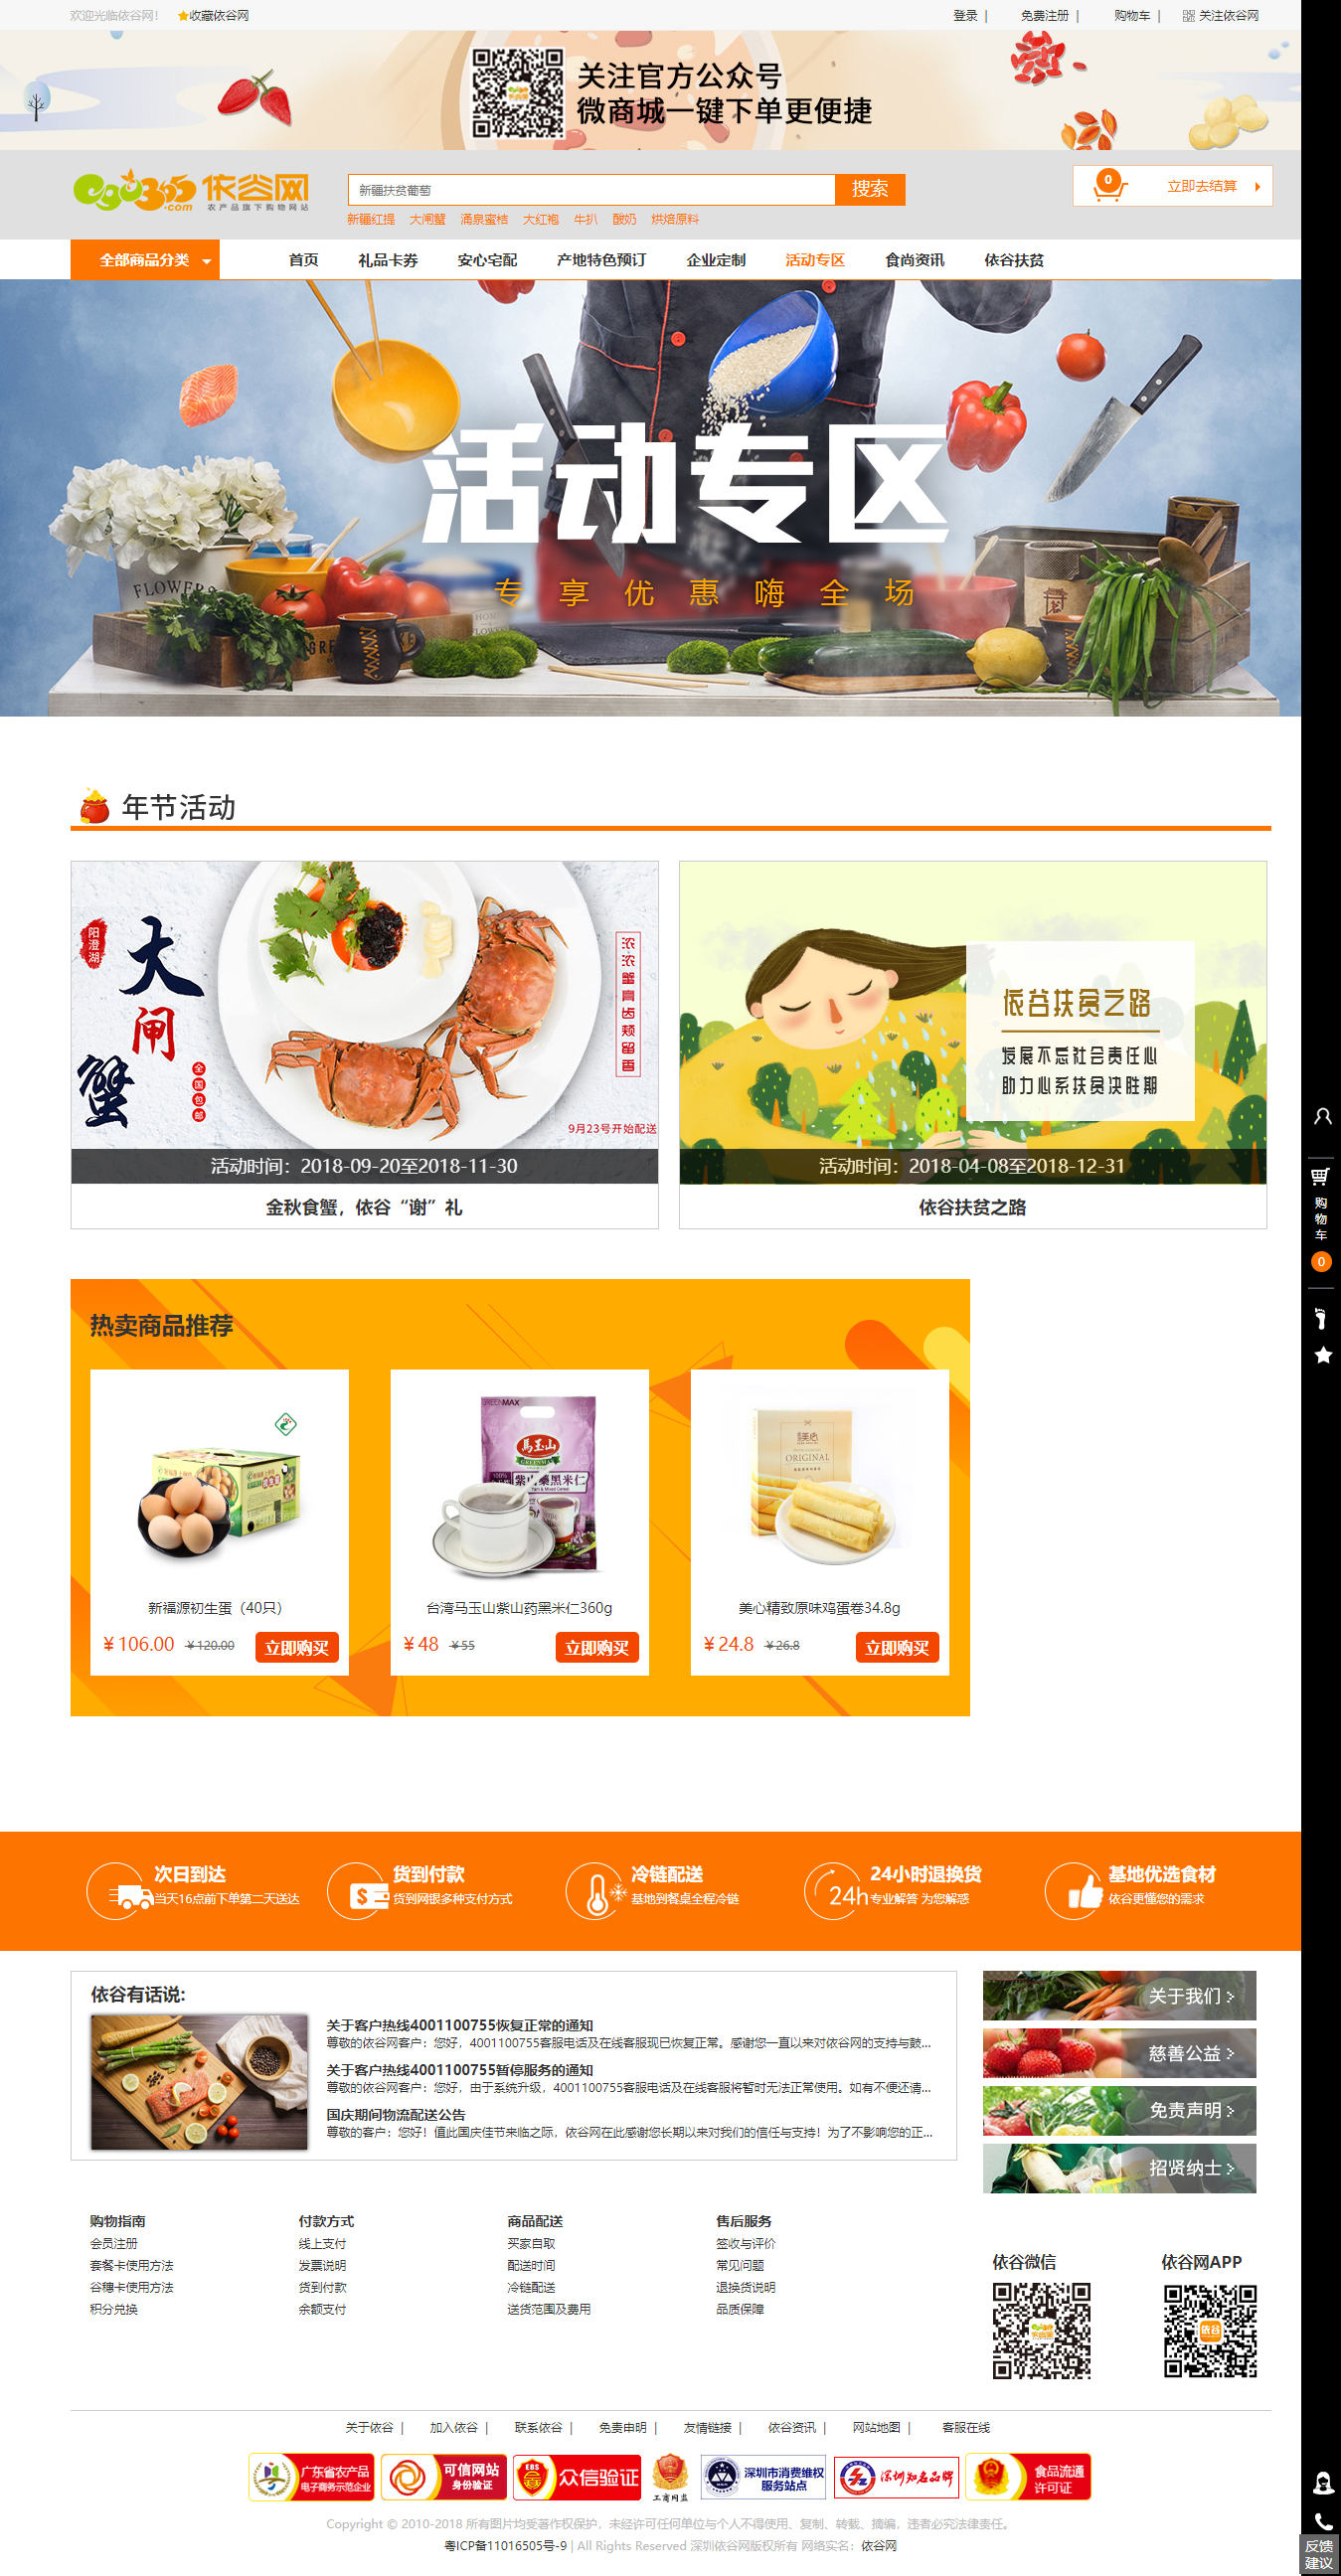 欢迎光临依谷网！ 收藏依谷网 登录 | 免费注册 | 购物车 | 关注依谷网
关注官方公众号
微商城一键下单更便捷
egu365.com 依谷网
农产品旗下购物网站
新疆扶贫葡萄 搜索
0 立即去结算
新疆红提 大闸蟹 涌泉蜜桔 大红袍 牛扒 酸奶 烘焙原料
全部商品分类 首页 礼品卡券 安心宅配 产地特色预订 企业定制 活动专区 食尚资讯 依谷扶贫
活动专区
专享优惠嗨全场
FLOWERS
年节活动
阳澄湖
大闸蟹
全国包邮
浓浓蟹膏齿颊留香
9月23号开始配送
活动时间：2018-09-20至2018-11-30
金秋食蟹，依谷“谢”礼
依谷扶贫之路
发展不忘社会责任心
助力心系扶贫决胜期
活动时间：2018-04-08至2018-12-31
依谷扶贫之路
购物车
0
热卖商品推荐
GREENMAX
馬玉山
紫山藥黑米仁
美心
ORIGINAL
新福源初生蛋（40只）
￥106.00 ￥120.00 立即购买
台湾马玉山紫山药黑米仁360g
￥48 ￥55 立即购买
美心精致原味鸡蛋卷34.8g
￥24.8 ￥26.8 立即购买
次日到达
当天16点前下单第二天送达
货到付款
货到网银多种支付方式
冷链配送
基地到餐桌全程冷链
24h
24小时退换货
专业解答 为您解惑
基地优选食材
依谷更懂您的需求
依谷有话说:
关于客户热线4001100755恢复正常的通知
尊敬的依谷网客户：您好，4001100755客服电话及在线客服现已恢复正常。感谢您一直以来对依谷网的支持与鼓...
关于客户热线4001100755暂停服务的通知
尊敬的依谷网客户：您好，由于系统升级，4001100755客服电话及在线客服将暂时无法正常使用。如有不便还请...
国庆期间物流配送公告
尊敬的客户：您好！值此国庆佳节来临之际，依谷网在此感谢您长期以来对我们的信任与支持！为了不影响您的正...
关于我们
慈善公益
免责声明
招贤纳士
购物指南
会员注册
套餐卡使用方法
谷穗卡使用方法
积分兑换
付款方式
线上支付
发票说明
货到付款
余额支付
商品配送
买家自取
配送时间
冷链配送
送货范围及费用
售后服务
签收与评价
常见问题
退换货说明
品质保障
依谷微信
依谷网APP
依谷
关于依谷 | 加入依谷 | 联系依谷 | 免责申明 | 友情链接 | 依谷资讯 | 网站地图 | 客服在线
广东省农产品
电子商务示范企业
可信网站
身份验证
EBS
众信验证
工商网监
深圳市消费维权
服务站点
深圳知名品牌
食品流通
许可证
Copyright © 2010-2018 所有图片均受著作权保护，未经许可任何单位与个人不得使用、复制、转载、摘编，违者必究法律责任。
粤ICP备11016505号-9 | All Rights Reserved 深圳依谷网版权所有 网络实名：依谷网
反馈
建议